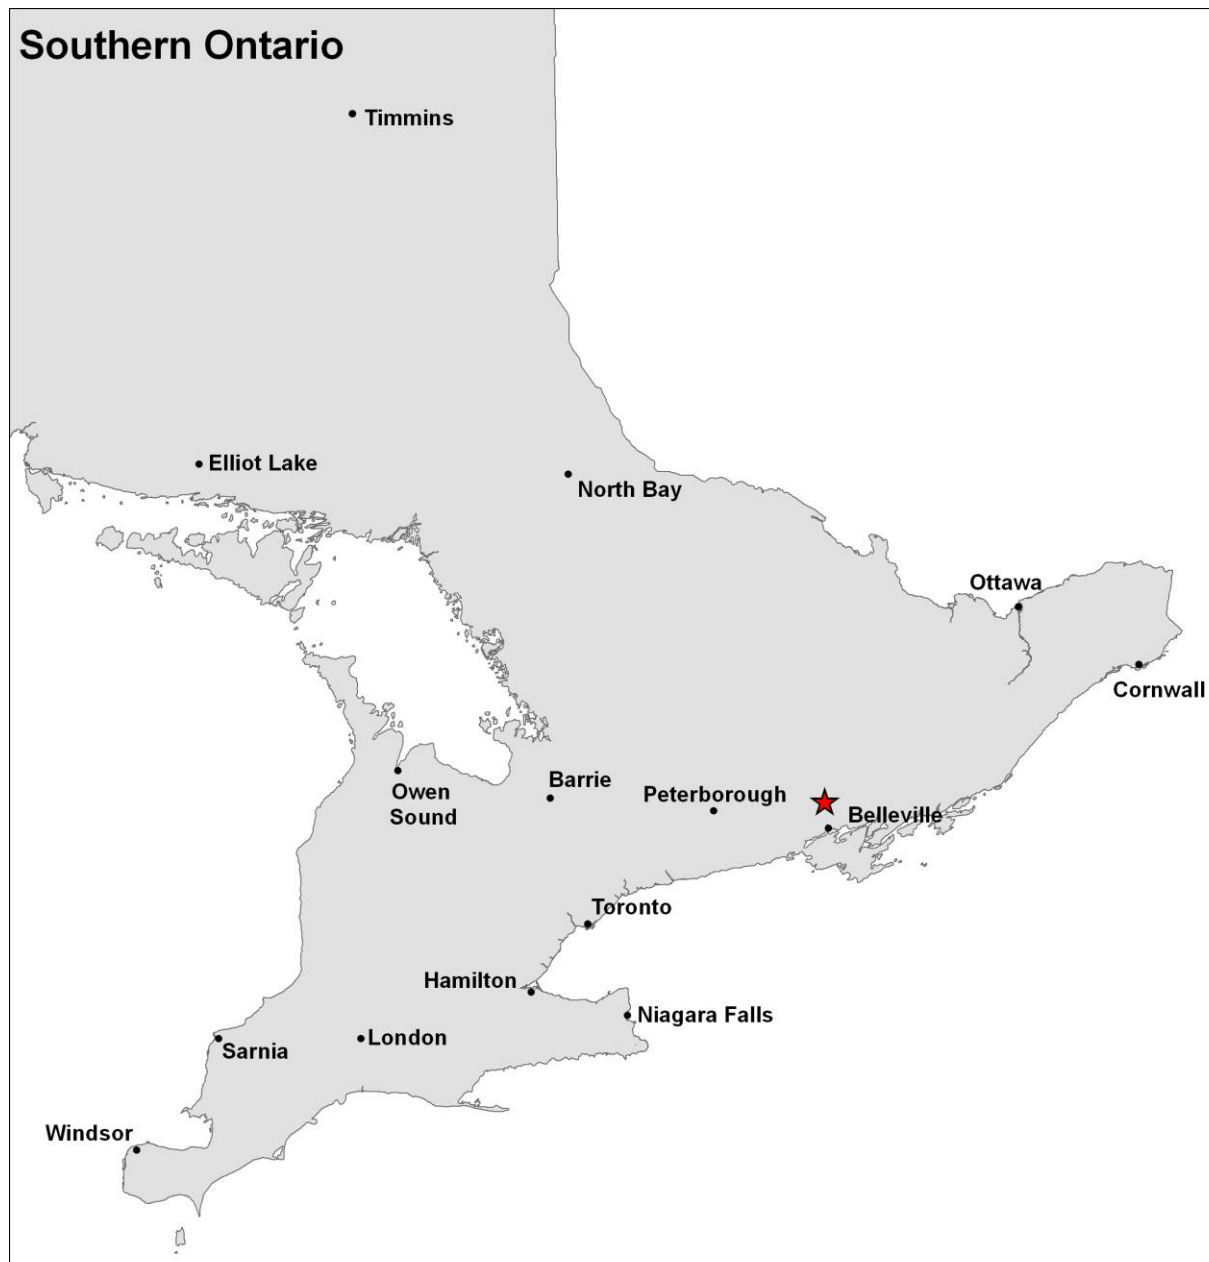 Southern Ontario
Timmins
Elliot Lake
North Bay
Ottawa
Cornwall
Barrie
Owen
Sound
Peterborough
Belleville
Toronto
Hamilton
Niagara Falls
London
Sarnia
Windsor